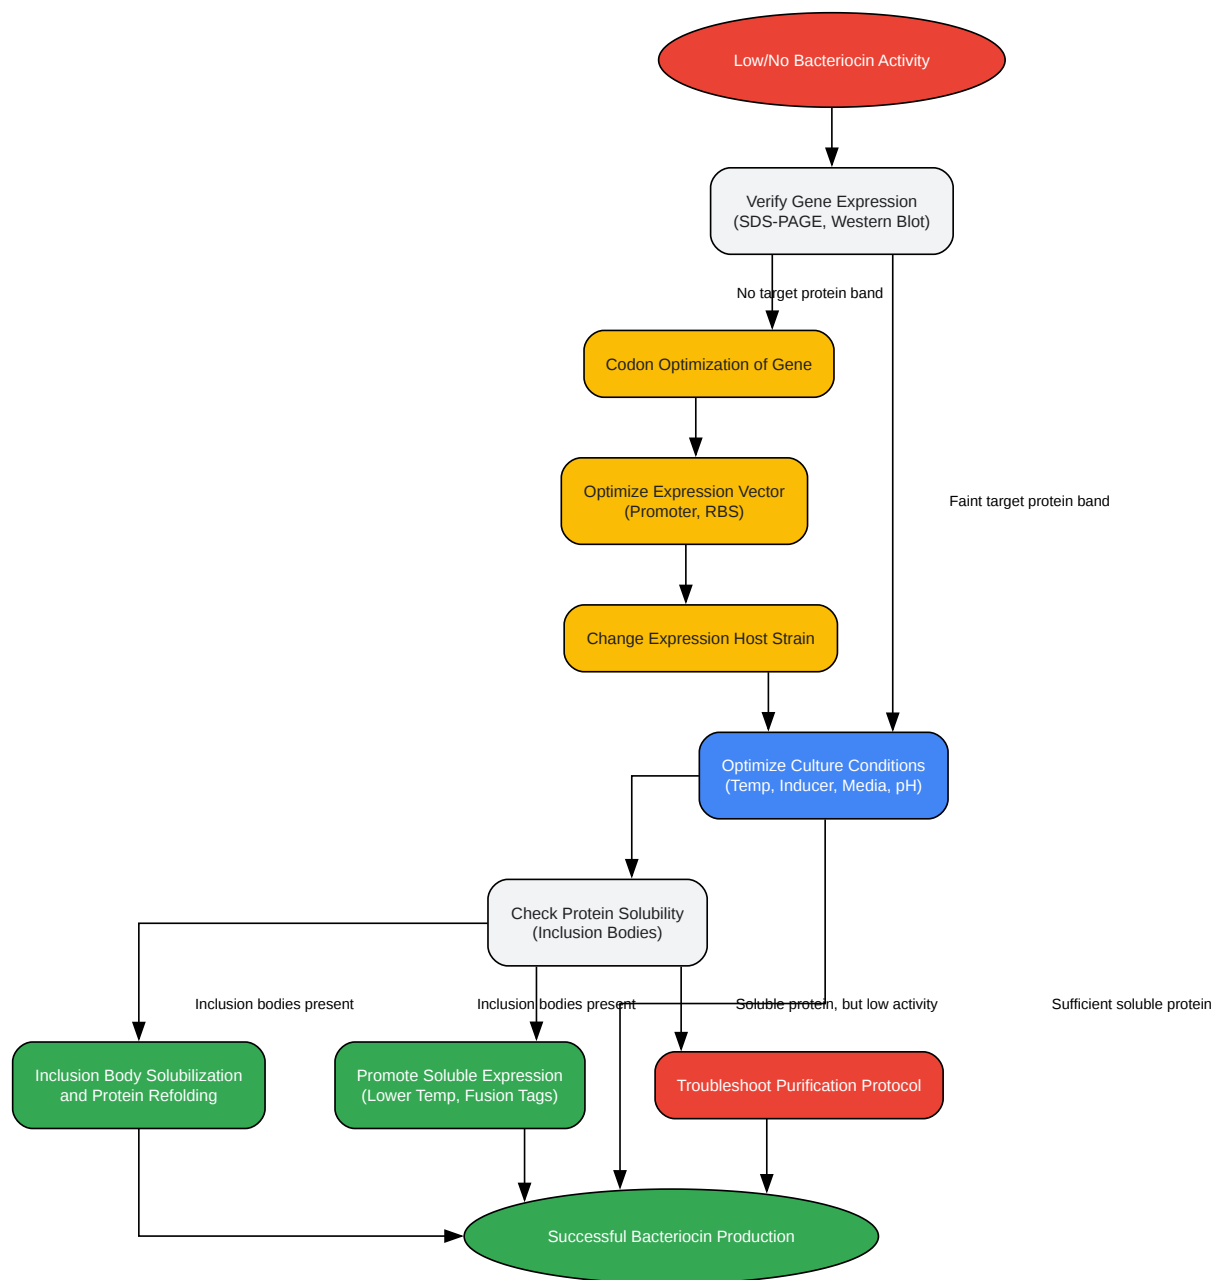 Low/No Bacteriocin Activity
Verify Gene Expression
(SDS-PAGE, Western Blot)
No target protein band
Codon Optimization of Gene
Optimize Expression Vector
(Promoter, RBS)
Faint target protein band
Change Expression Host Strain
Optimize Culture Conditions
(Temp, Inducer, Media, pH)
Check Protein Solubility
(Inclusion Bodies)
Inclusion bodies present
Inclusion bodies present
Soluble protein, but low activity
Sufficient soluble protein
Inclusion Body Solubilization
and Protein Refolding
Promote Soluble Expression
(Lower Temp, Fusion Tags)
Troubleshoot Purification Protocol
Successful Bacteriocin Production